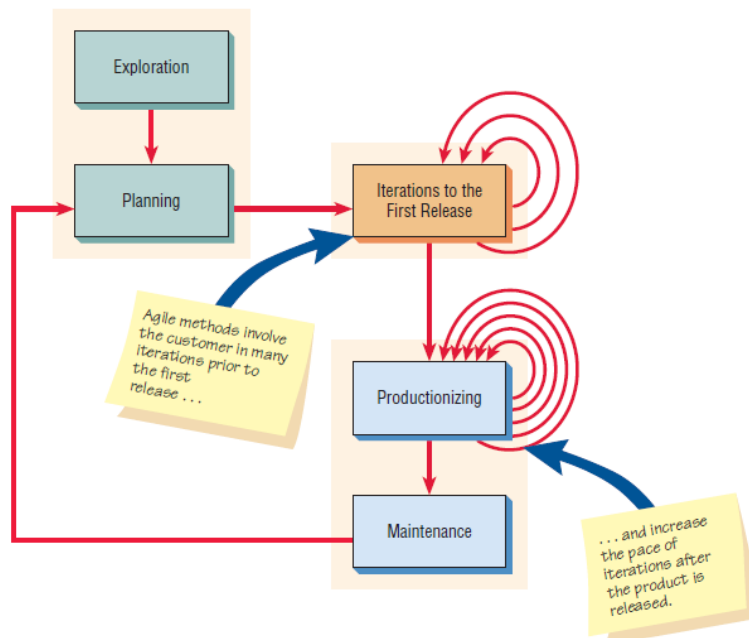 Exploration
Planning
Iterations to the
First Release
Agile methods involve
the customer in many
iterations prior to
the first
release . . .
Productionizing
Maintenance
. . . and increase
the pace of
iterations after
the product is
released.